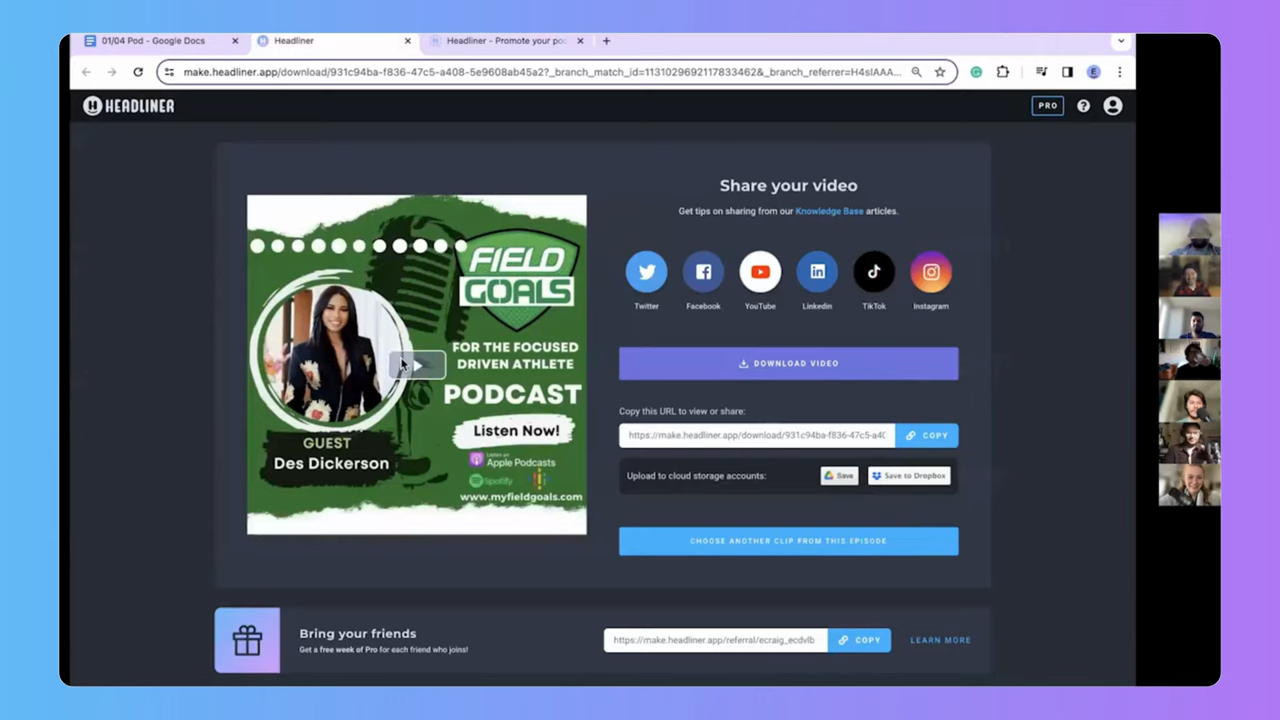 01/04 Pod - Google Docs
Headliner
Headliner - Promote your po
make.headliner.app/download/931c94ba-f836-47c5-a408-5e9608ab45a2?_branch_match_id=1131029692117833462&_branch_referrer=H4sIAAA...
E
HEADLINER
PRO
?
Share your video
Get tips on sharing from our Knowledge Base articles.
FIELD
GOALS
FOR THE FOCUSED
DRIVEN ATHLETE
PODCAST
Listen Now!
Listen on
Apple Podcasts
Spotify
www.myfieldgoals.com
GUEST
Des Dickerson
Twitter
Facebook
YouTube
Linkedin
TikTok
Instagram
DOWNLOAD VIDEO
Copy this URL to view or share:
https://make.headliner.app/download/931c94ba-f836-47c5-a40
COPY
Upload to cloud storage accounts:
Save
Save to Dropbox
CHOOSE ANOTHER CLIP FROM THIS EPISODE
Bring your friends
Get a free week of Pro for each friend who joins!
https://make.headliner.app/referral/ecraig_ecdvlb
COPY
LEARN MORE